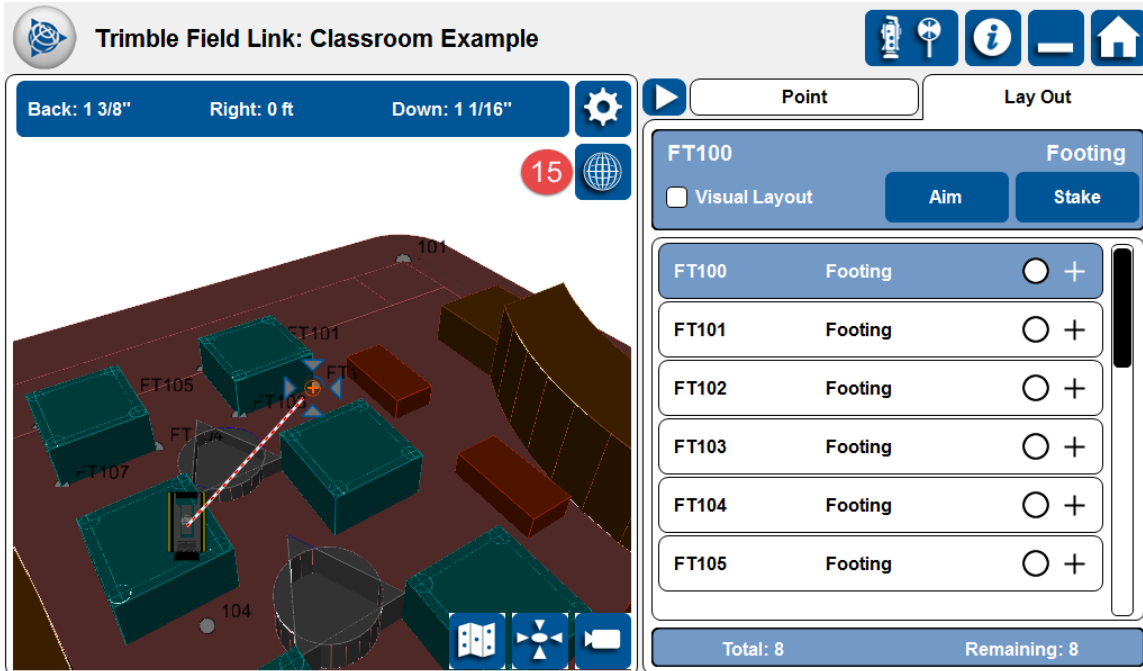 Trimble Field Link: Classroom Example
Back: 1 3/8" Right: 0 ft Down: 1 1/16"
15
101
FT101
FT105
FT107
104
Point Lay Out
FT100 Footing
Visual Layout Aim Stake
FT100 Footing
FT101 Footing
FT102 Footing
FT103 Footing
FT104 Footing
FT105 Footing
Total: 8 Remaining: 8